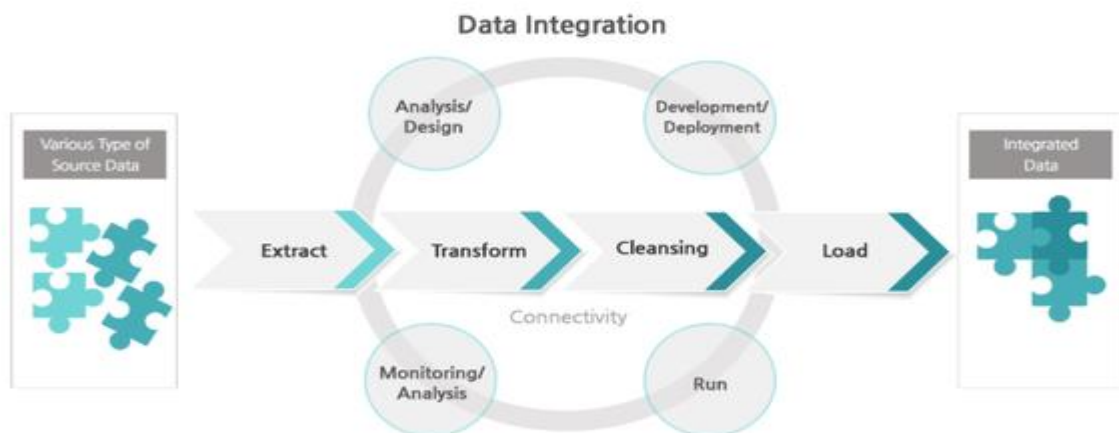 Data Integration
Analysis/
Design
Development/
Deployment
Various Type of
Source Data
Integrated
Data
Extract
Transform
Cleansing
Load
Connectivity
Monitoring/
Analysis
Run